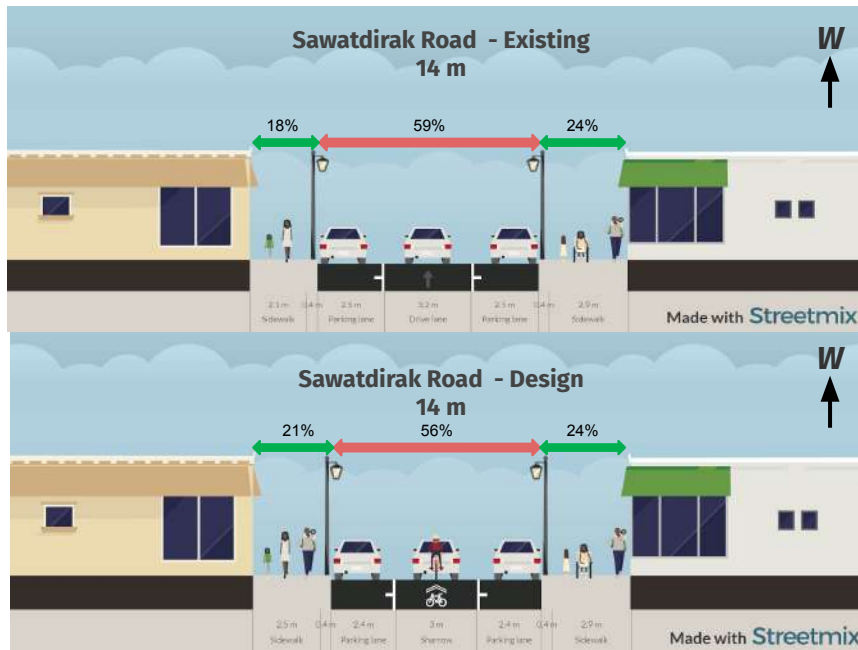 Sawatdirak Road - Existing
14 m
W
18% 59% 24%
2.1 m 0.4 m 2.5 m 3.2 m 2.5 m 0.4 m 2.9 m
Sidewalk Parking lane Drive lane Parking lane Sidewalk
Made with Streetmix
Sawatdirak Road - Design
14 m
W
21% 56% 24%
2.5 m 0.4 m 2.4 m 3 m 2.4 m 0.4 m 2.9 m
Sidewalk Parking lane Sharrow Parking lane Sidewalk
Made with Streetmix